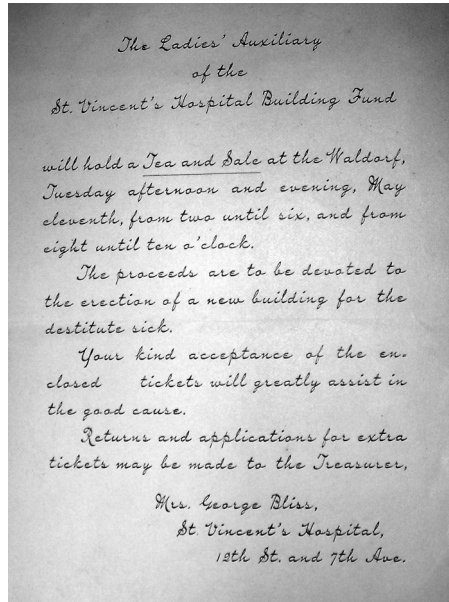 The Ladies' Auxiliary
of the
St. Vincent's Hospital Building Fund
will hold a Tea and Sale at the Waldorf,
Tuesday afternoon and evening, May
eleventh, from two until six, and from
eight until ten o'clock.
The proceeds are to be devoted to
the erection of a new building for the
destitute sick.
Your kind acceptance of the en-
closed tickets will greatly assist in
the good cause.
Returns and applications for extra
tickets may be made to the Treasurer,
Mrs. George Bliss,
St. Vincent's Hospital,
12th St. and 7th Ave.